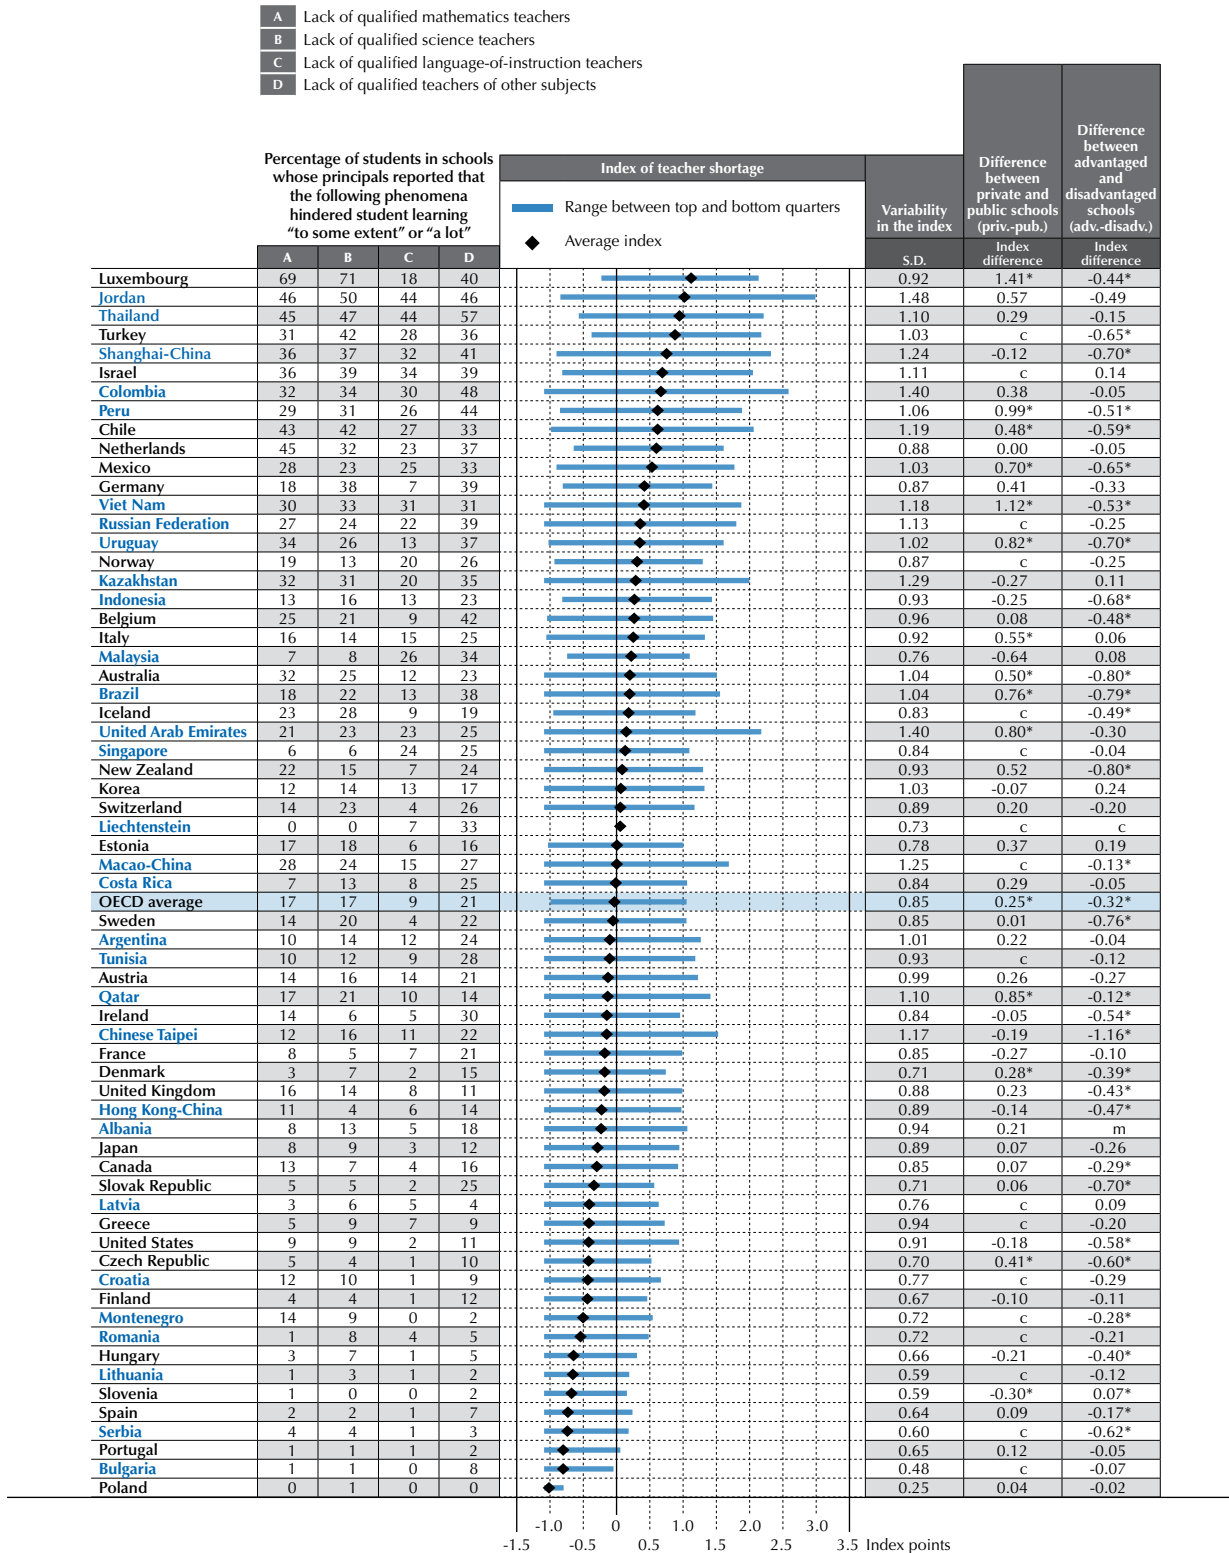 A Lack of qualified mathematics teachers
B Lack of qualified science teachers
C Lack of qualified language-of-instruction teachers
D Lack of qualified teachers of other subjects
Percentage of students in schools
whose principals reported that
the following phenomena
hindered student learning
“to some extent” or “a lot”
Index of teacher shortage
Range between top and bottom quarters
Average index
Variability
in the index
Difference
between
private and
public schools
(priv.-pub.)
Difference
between
advantaged
and
disadvantaged
schools
(adv.-disadv.)
A B C D S.D. Index
difference Index
difference
Luxembourg 69 71 18 40 0.92 1.41* -0.44*
Jordan 46 50 44 46 1.48 0.57 -0.49
Thailand 45 47 44 57 1.10 0.29 -0.15
Turkey 31 42 28 36 1.03 c -0.65*
Shanghai-China 36 37 32 41 1.24 -0.12 -0.70*
Israel 36 39 34 39 1.11 c 0.14
Colombia 32 34 30 48 1.40 0.38 -0.05
Peru 29 31 26 44 1.06 0.99* -0.51*
Chile 43 42 27 33 1.19 0.48* -0.59*
Netherlands 45 32 23 37 0.88 0.00 -0.05
Mexico 28 23 25 33 1.03 0.70* -0.65*
Germany 18 38 7 39 0.87 0.41 -0.33
Viet Nam 30 33 31 31 1.18 1.12* -0.53*
Russian Federation 27 24 22 39 1.13 c -0.25
Uruguay 34 26 13 37 1.02 0.82* -0.70*
Norway 19 13 20 26 0.87 c -0.25
Kazakhstan 32 31 20 35 1.29 -0.27 0.11
Indonesia 13 16 13 23 0.93 -0.25 -0.68*
Belgium 25 21 9 42 0.96 0.08 -0.48*
Italy 16 14 15 25 0.92 0.55* 0.06
Malaysia 7 8 26 34 0.76 -0.64 0.08
Australia 32 25 12 23 1.04 0.50* -0.80*
Brazil 18 22 13 38 1.04 0.76* -0.79*
Iceland 23 28 9 19 0.83 c -0.49*
United Arab Emirates 21 23 23 25 1.40 0.80* -0.30
Singapore 6 6 24 25 0.84 c -0.04
New Zealand 22 15 7 24 0.93 0.52 -0.80*
Korea 12 14 13 17 1.03 -0.07 0.24
Switzerland 14 23 4 26 0.89 0.20 -0.20
Liechtenstein 0 0 7 33 0.73 c c
Estonia 17 18 6 16 0.78 0.37 0.19
Macao-China 28 24 15 27 1.25 c -0.13*
Costa Rica 7 13 8 25 0.84 0.29 -0.05
OECD average 17 17 9 21 0.85 0.25* -0.32*
Sweden 14 20 4 22 0.85 0.01 -0.76*
Argentina 10 14 12 24 1.01 0.22 -0.04
Tunisia 10 12 9 28 0.93 c -0.12
Austria 14 16 14 21 0.99 0.26 -0.27
Qatar 17 21 10 14 1.10 0.85* -0.12*
Ireland 14 6 5 30 0.84 -0.05 -0.54*
Chinese Taipei 12 16 11 22 1.17 -0.19 -1.16*
France 8 5 7 21 0.85 -0.27 -0.10
Denmark 3 7 2 15 0.71 0.28* -0.39*
United Kingdom 16 14 8 11 0.88 0.23 -0.43*
Hong Kong-China 11 4 6 14 0.89 -0.14 -0.47*
Albania 8 13 5 18 0.94 0.21 m
Japan 8 9 3 12 0.89 0.07 -0.26
Canada 13 7 4 16 0.85 0.07 -0.29*
Slovak Republic 5 5 2 25 0.71 0.06 -0.70*
Latvia 3 6 5 4 0.76 c 0.09
Greece 5 9 7 9 0.94 c -0.20
United States 9 9 2 11 0.91 -0.18 -0.58*
Czech Republic 5 4 1 10 0.70 0.41* -0.60*
Croatia 12 10 1 9 0.77 c -0.29
Finland 4 4 1 12 0.67 -0.10 -0.11
Montenegro 14 9 0 2 0.72 c -0.28*
Romania 1 8 4 5 0.72 c -0.21
Hungary 3 7 1 5 0.66 -0.21 -0.40*
Lithuania 1 3 1 2 0.59 c -0.12
Slovenia 1 0 0 2 0.59 -0.30* 0.07*
Spain 2 2 1 7 0.64 0.09 -0.17*
Serbia 4 4 1 3 0.60 c -0.62*
Portugal 1 1 1 2 0.65 0.12 -0.05
Bulgaria 1 1 0 8 0.48 c -0.07
Poland 0 1 0 0 0.25 0.04 -0.02
-1.0 0 1.0 2.0 3.0
-1.5 -0.5 0.5 1.5 2.5 3.5 Index points